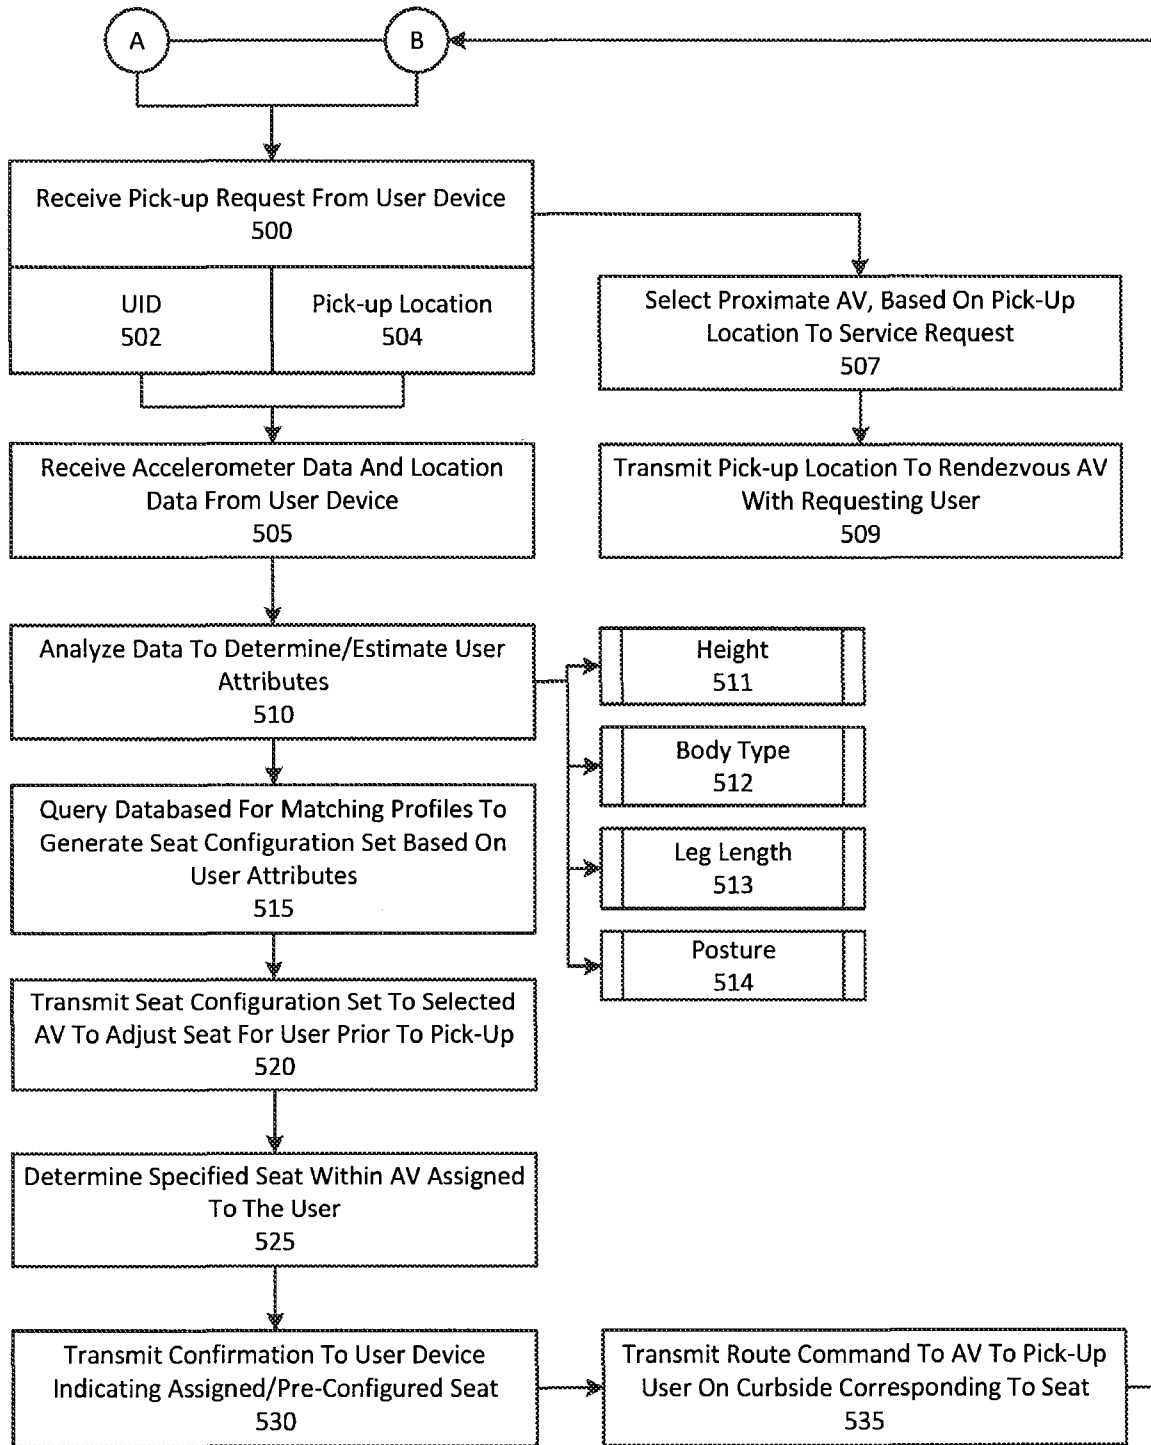 A
B
Receive Pick-up Request From User Device
500
UID
502
Pick-up Location
504
Select Proximate AV, Based On Pick-Up
Location To Service Request
507
Receive Accelerometer Data And Location
Data From User Device
505
Transmit Pick-up Location To Rendezvous AV
With Requesting User
509
Analyze Data To Determine/Estimate User
Attributes
510
Height
511
Body Type
512
Leg Length
513
Posture
514
Query Databased For Matching Profiles To
Generate Seat Configuration Set Based On
User Attributes
515
Transmit Seat Configuration Set To Selected
AV To Adjust Seat For User Prior To Pick-Up
520
Determine Specified Seat Within AV Assigned
To The User
525
Transmit Confirmation To User Device
Indicating Assigned/Pre-Configured Seat
530
Transmit Route Command To AV To Pick-Up
User On Curbside Corresponding To Seat
535